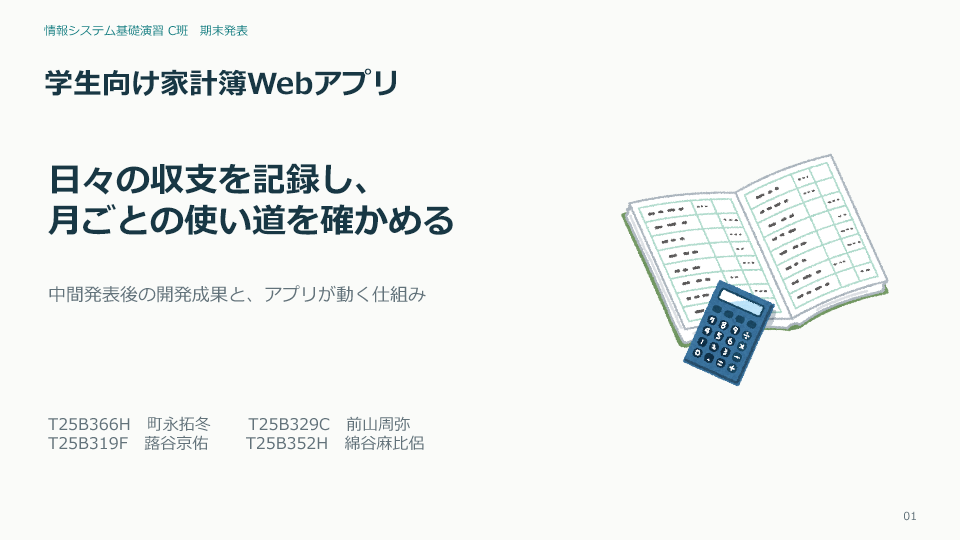 情報システム基礎演習 C班　期末発表
学生向け家計簿Webアプリ
日々の収支を記録し、
月ごとの使い道を確かめる
中間発表後の開発成果と、アプリが動く仕組み
T25B366H　町永拓冬　　T25B329C　前山周弥
T25B319F　蕗谷京佑　　T25B352H　綿谷麻比侶
01